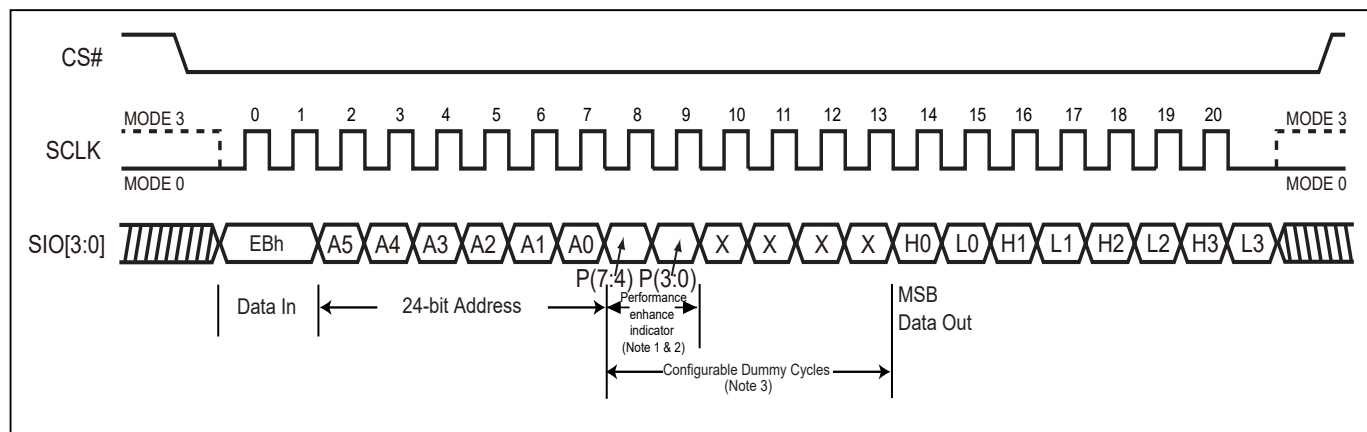 CS#
MODE 3 0 1 2 3 4 5 6 7 8 9 10 11 12 13 14 15 16 17 18 19 20 MODE 3
SCLK
MODE 0 MODE 0
SIO[3:0] EBh A5 A4 A3 A2 A1 A0 X X X X H0 L0 H1 L1 H2 L2 H3 L3
P(7:4) P(3:0)
Data In 24-bit Address
Performance
enhance
indicator
(Note 1 & 2)
MSB
Data Out
Configurable Dummy Cycles
(Note 3)